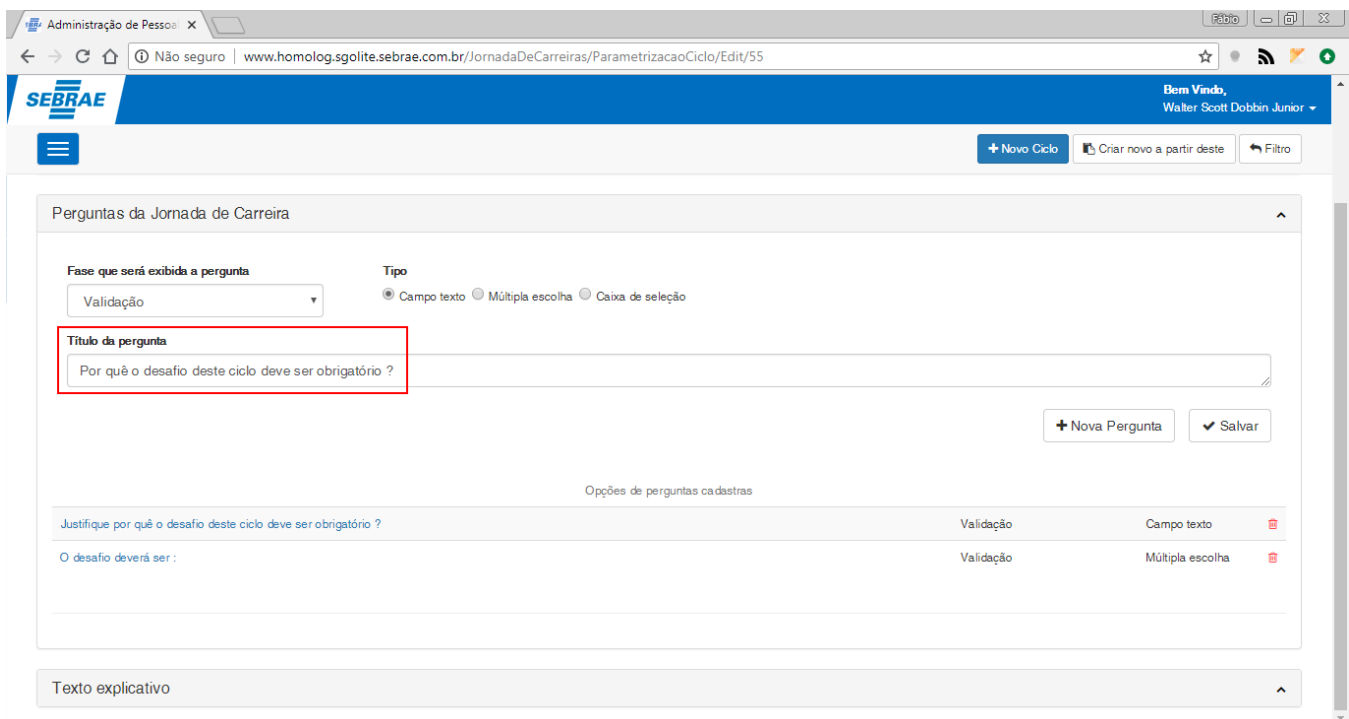 Administração de Pessoa
Fábio
Não seguro | www.homolog.sgolite.sebrae.com.br/JornadaDeCarreiras/ParametrizacaoCiclo/Edit/55
SEBRAE
Bem Vindo,
Walter Scott Dobbin Junior
+ Novo Ciclo Criar novo a partir deste Filtro
Perguntas da Jornada de Carreira
Fase que será exibida a pergunta Tipo
Validação Campo texto Múltipla escolha Caixa de seleção
Título da pergunta
Por quê o desafio deste ciclo deve ser obrigatório ?
+ Nova Pergunta Salvar
Opções de perguntas cadastras
Justifique por quê o desafio deste ciclo deve ser obrigatório ? Validação Campo texto
O desafio deverá ser : Validação Múltipla escolha
Texto explicativo